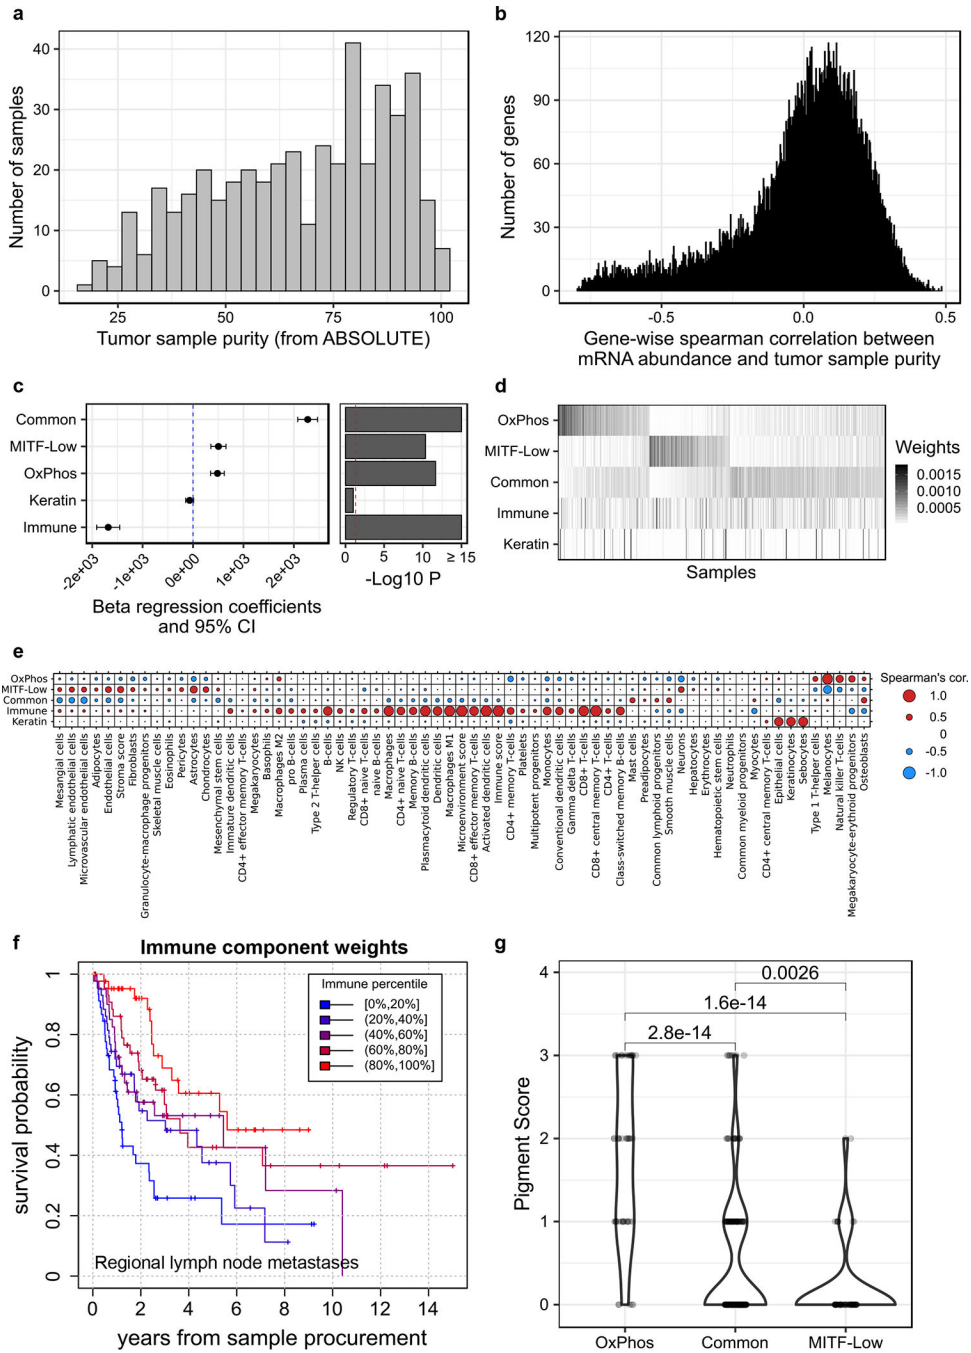 a
40
30
20
10
0
Number of samples
25
50
75
100
Tumor sample purity (from ABSOLUTE)
b
120
90
60
30
0
Number of genes
-0.5
0.0
0.5
Gene-wise spearman correlation between
mRNA abundance and tumor sample purity
c
Common
MITF-Low
OxPhos
Keratin
Immune
-2e+03
-1e+03
0e+00
1e+03
2e+03
Beta regression coefficients
and 95% CI
0
5
10
≥ 15
-Log10 P
d
OxPhos
MITF-Low
Common
Immune
Keratin
Samples
Weights
0.0015
0.0010
0.0005
e
OxPhos
MITF-Low
Common
Immune
Keratin
Mesangial cells
Lymphatic endothelial cells
Microvascular endothelial cells
Adipocytes
Endothelial cells
Stroma score
Fibroblasts
Granulocyte-macrophage progenitors
Skeletal muscle cells
Eosinophils
Pericytes
Astrocytes
Chondrocytes
Mesenchymal stem cells
Immature dendritic cells
CD4+ effector memory T-cells
Megakaryocytes
Basophils
Macrophages M2
pro B-cells
Plasma cells
Type 2 T-helper cells
B-cells
NK cells
Regulatory T-cells
CD8+ naive T-cells
naive B-cells
Macrophages
CD4+ naive T-cells
Memory B-cells
Plasmacytoid dendritic cells
Dendritic cells
Macrophages M1
Microenvironment score
CD8+ effector memory T-cells
Activated dendritic cells
Immune score
CD4+ memory T-cells
Platelets
Multipotent progenitors
Monocytes
Conventional dendritic cells
Gamma delta T-cells
CD8+ T-cells
CD8+ central memory T-cells
CD4+ T-cells
Class-switched memory B-cells
Mast cells
Preadipocytes
Common lymphoid progenitors
Smooth muscle cells
Neurons
Hepatocytes
Erythrocytes
Hematopoietic stem cells
Neutrophils
Common myeloid progenitors
Myocytes
CD4+ central memory T-cells
Epithelial cells
Keratinocytes
Sebocytes
Type 1 T-helper cells
Melanocytes
Natural killer T-cells
Megakaryocyte-erythroid progenitors
Osteoblasts
Spearman's cor.
1.0
0.5
0
-0.5
-1.0
f
Immune component weights
Immune percentile
[0%,20%]
(20%,40%]
(40%,60%]
(60%,80%]
(80%,100%]
1
0.8
0.6
0.4
0.2
0
survival probability
Regional lymph node metastases
0
2
4
6
8
10
12
14
years from sample procurement
g
4
3
2
1
0
Pigment Score
0.0026
1.6e-14
2.8e-14
OxPhos
Common
MITF-Low